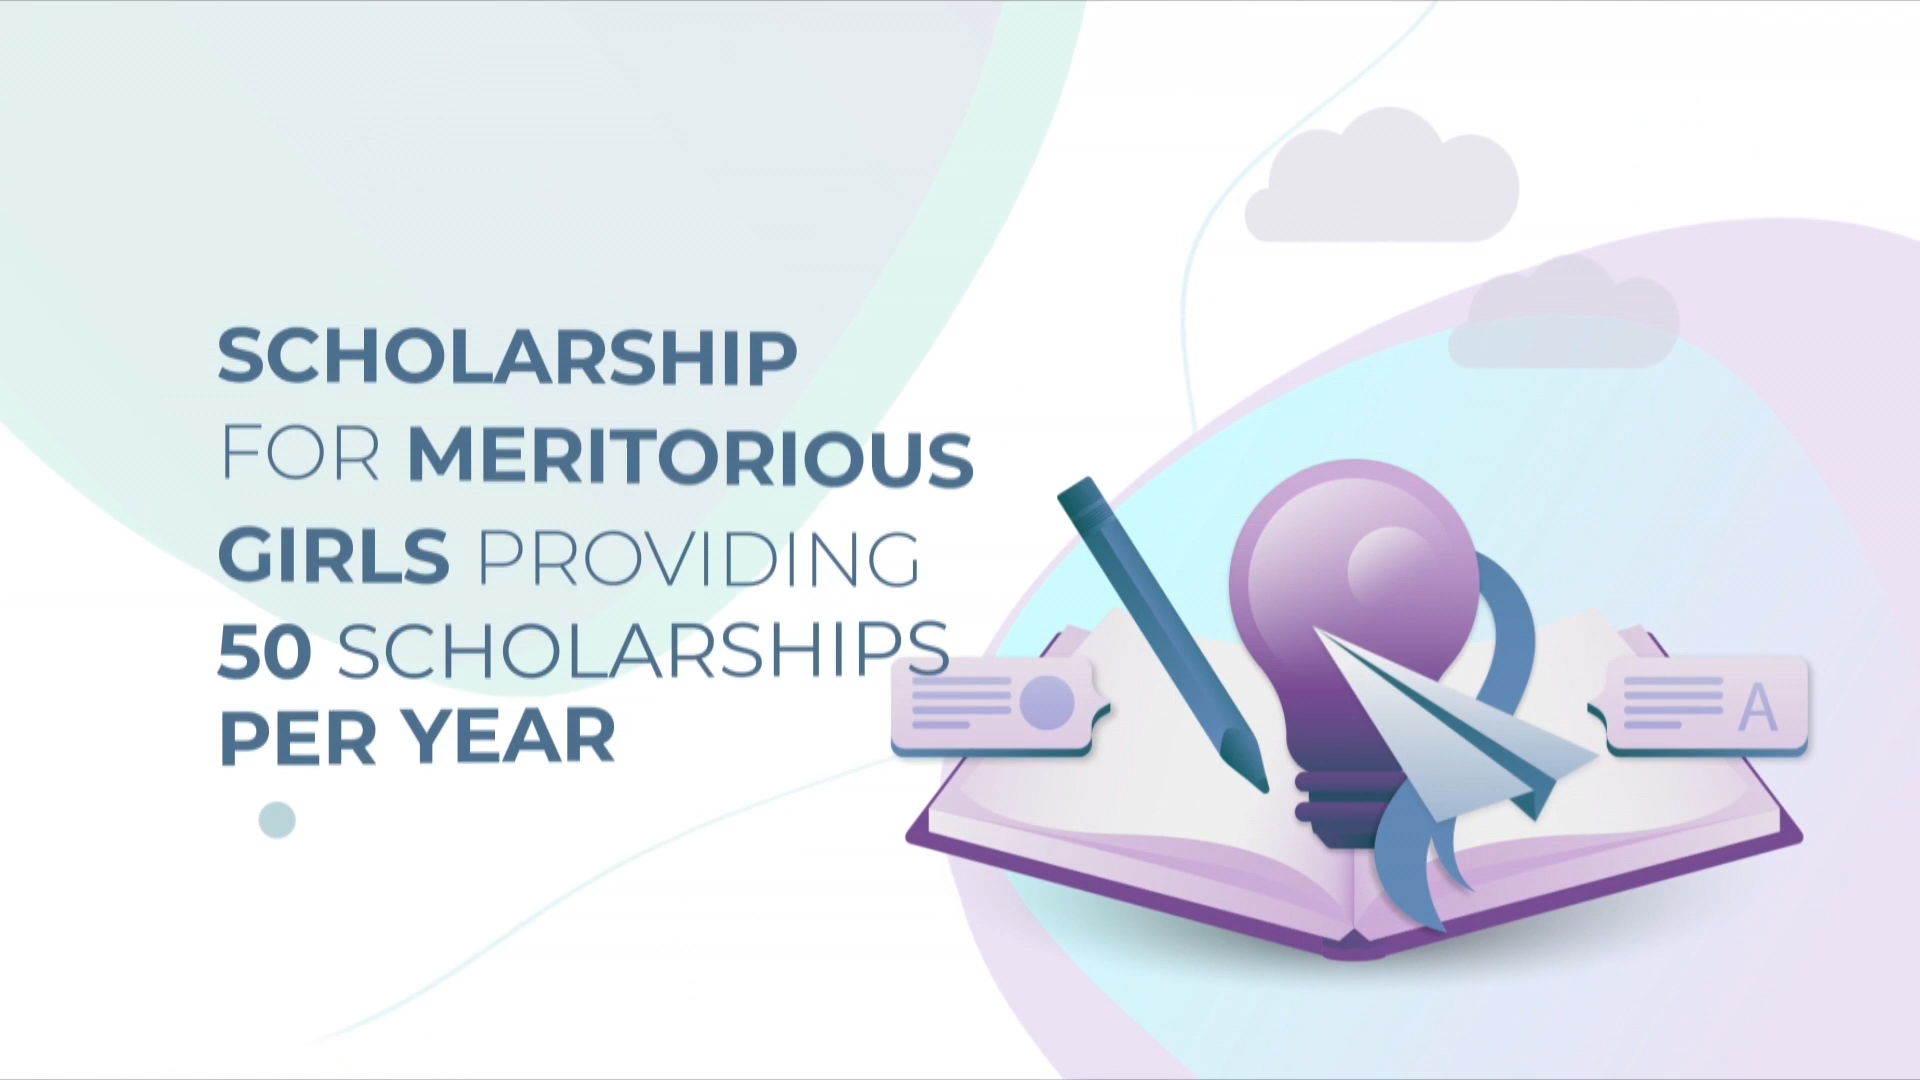 SCHOLARSHIP
FOR MERITORIOUS
GIRLS PROVIDING
50 SCHOLARSHIPS
PER YEAR
A